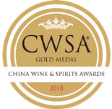 CWSA®
GOLD MEDAL
CHINA WINE & SPIRITS AWARDS
2018